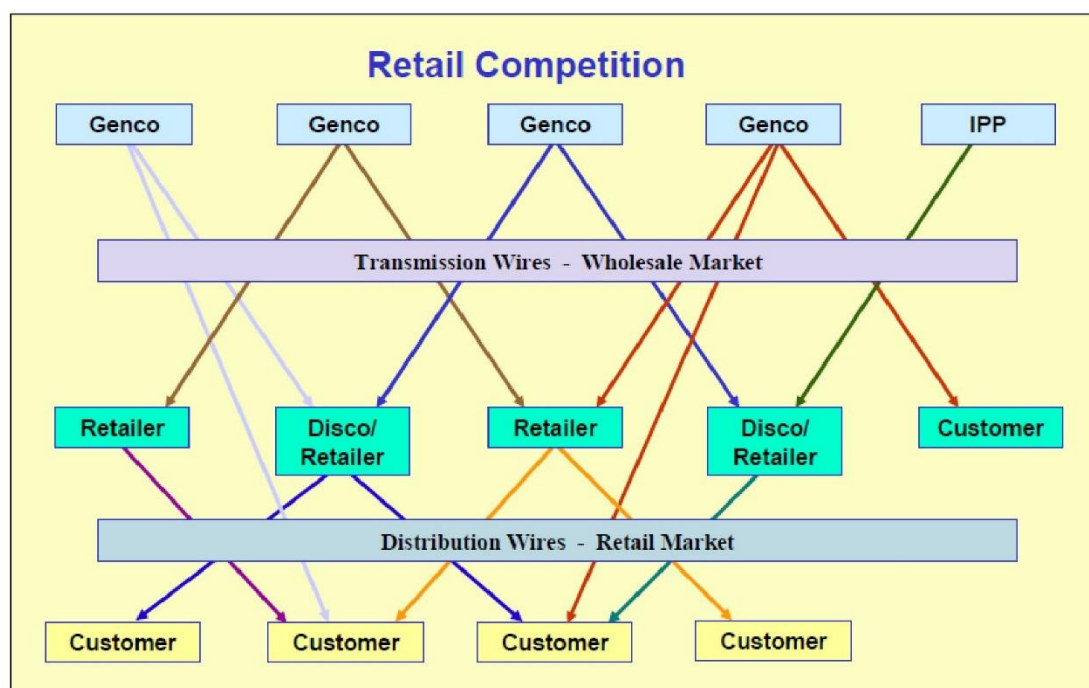 Retail Competition
Genco
Genco
Genco
Genco
IPP
Transmission Wires - Wholesale Market
Retailer
Disco/
Retailer
Retailer
Disco/
Retailer
Customer
Distribution Wires - Retail Market
Customer
Customer
Customer
Customer